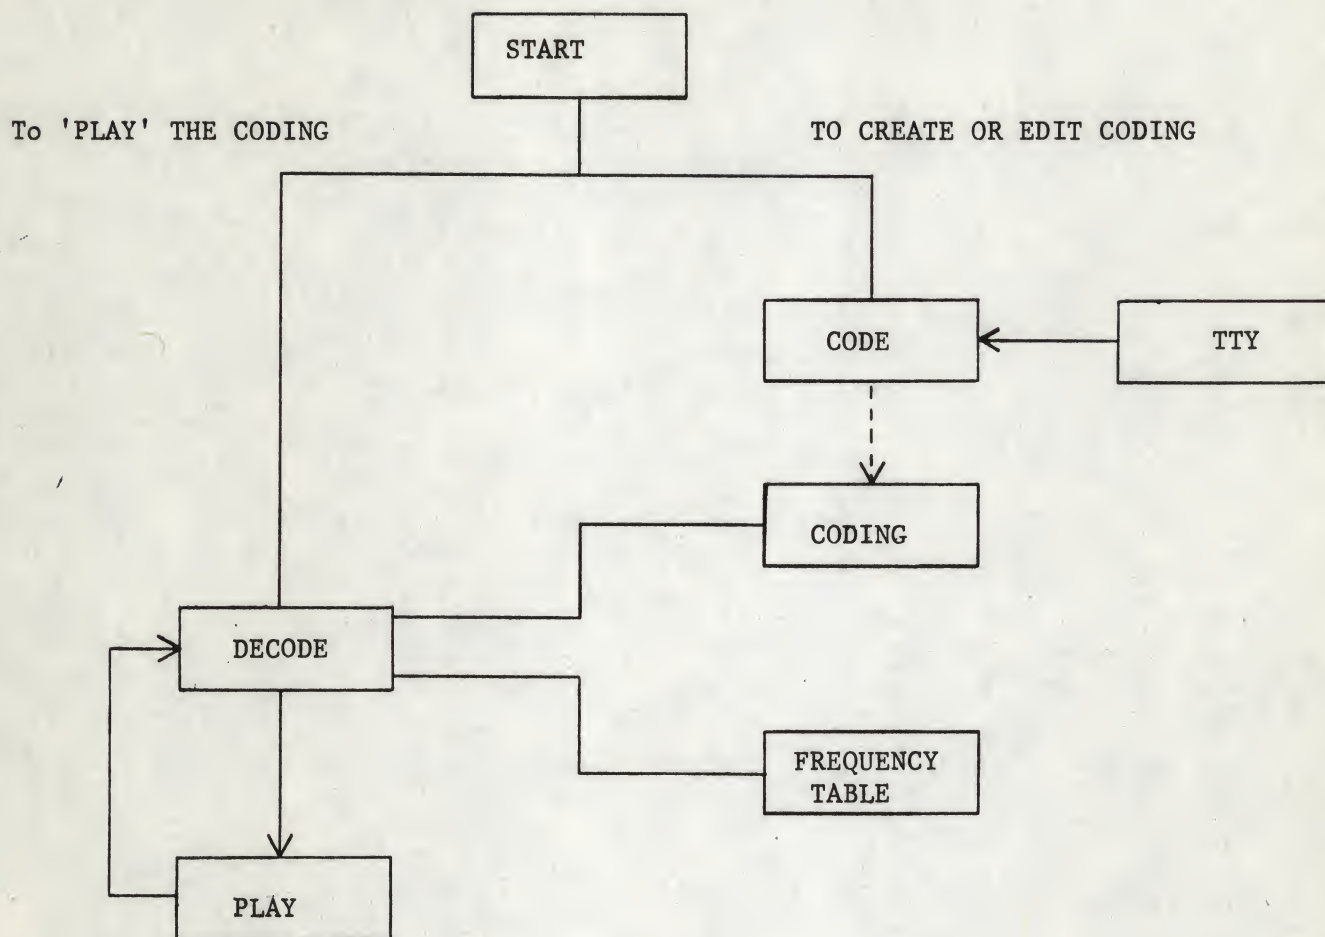 START
To 'PLAY' THE CODING
TO CREATE OR EDIT CODING
CODE
TTY
CODING
DECODE
FREQUENCY
TABLE
PLAY